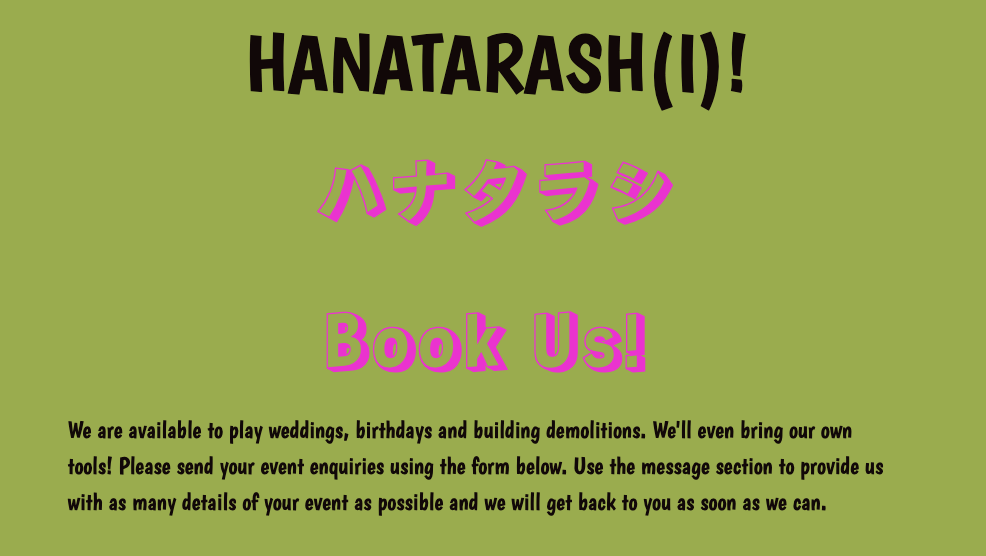 HANATARASH(I)!
ハナタラシ
Book Us!
We are available to play weddings, birthdays and building demolitions. We'll even bring our own
tools! Please send your event enquiries using the form below. Use the message section to provide us
with as many details of your event as possible and we will get back to you as soon as we can.